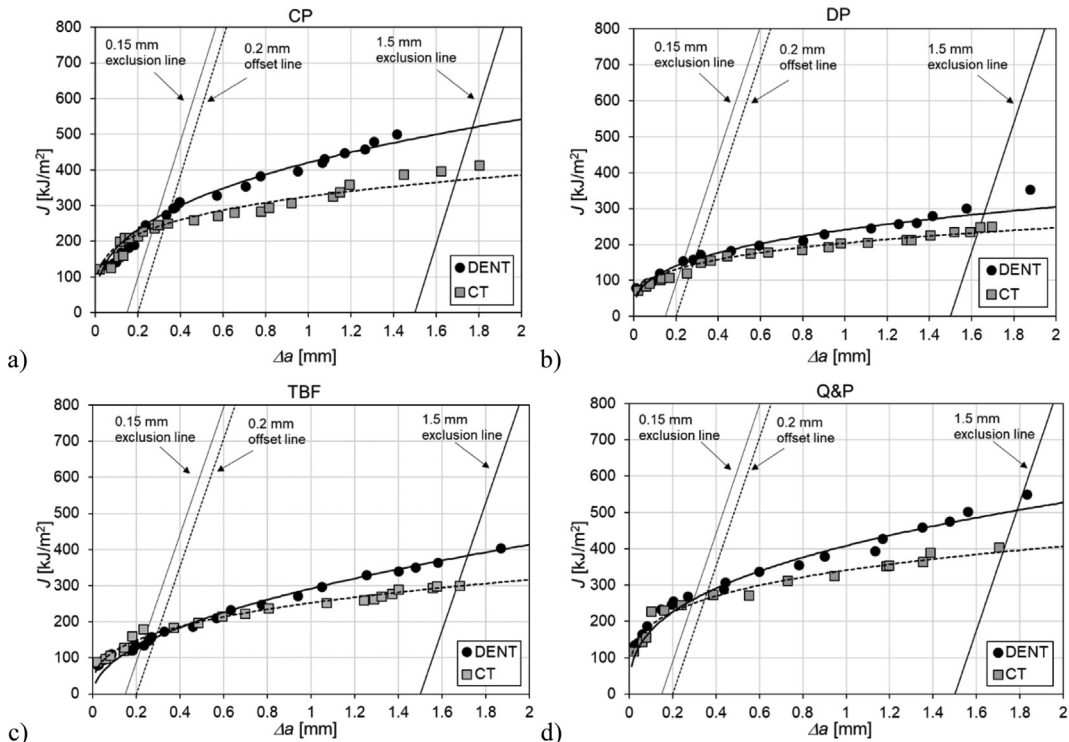 CP
800
700
600
500
400
300
200
100
0
J [kJ/m²]
0.15 mm
exclusion line
0.2 mm
offset line
1.5 mm
exclusion line
DENT
CT
0 0.2 0.4 0.6 0.8 1 1.2 1.4 1.6 1.8 2
Δa [mm]
a)
DP
800
700
600
500
400
300
200
100
0
J [kJ/m²]
0.15 mm
exclusion line
0.2 mm
offset line
1.5 mm
exclusion line
DENT
CT
0 0.2 0.4 0.6 0.8 1 1.2 1.4 1.6 1.8 2
Δa [mm]
b)
TBF
800
700
600
500
400
300
200
100
0
J [kJ/m²]
0.15 mm
exclusion line
0.2 mm
offset line
1.5 mm
exclusion line
DENT
CT
0 0.2 0.4 0.6 0.8 1 1.2 1.4 1.6 1.8 2
Δa [mm]
c)
Q&P
800
700
600
500
400
300
200
100
0
J [kJ/m²]
0.15 mm
exclusion line
0.2 mm
offset line
1.5 mm
exclusion line
DENT
CT
0 0.2 0.4 0.6 0.8 1 1.2 1.4 1.6 1.8 2
Δa [mm]
d)